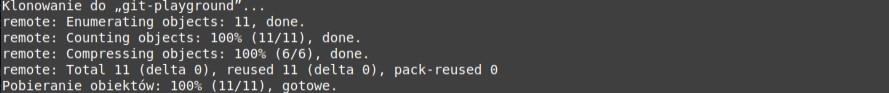 Klonowanie do „git-playground”...
remote: Enumerating objects: 11, done.
remote: Counting objects: 100% (11/11), done.
remote: Compressing objects: 100% (6/6), done.
remote: Total 11 (delta 0), reused 11 (delta 0), pack-reused 0
Pobieranie obiektów: 100% (11/11), gotowe.